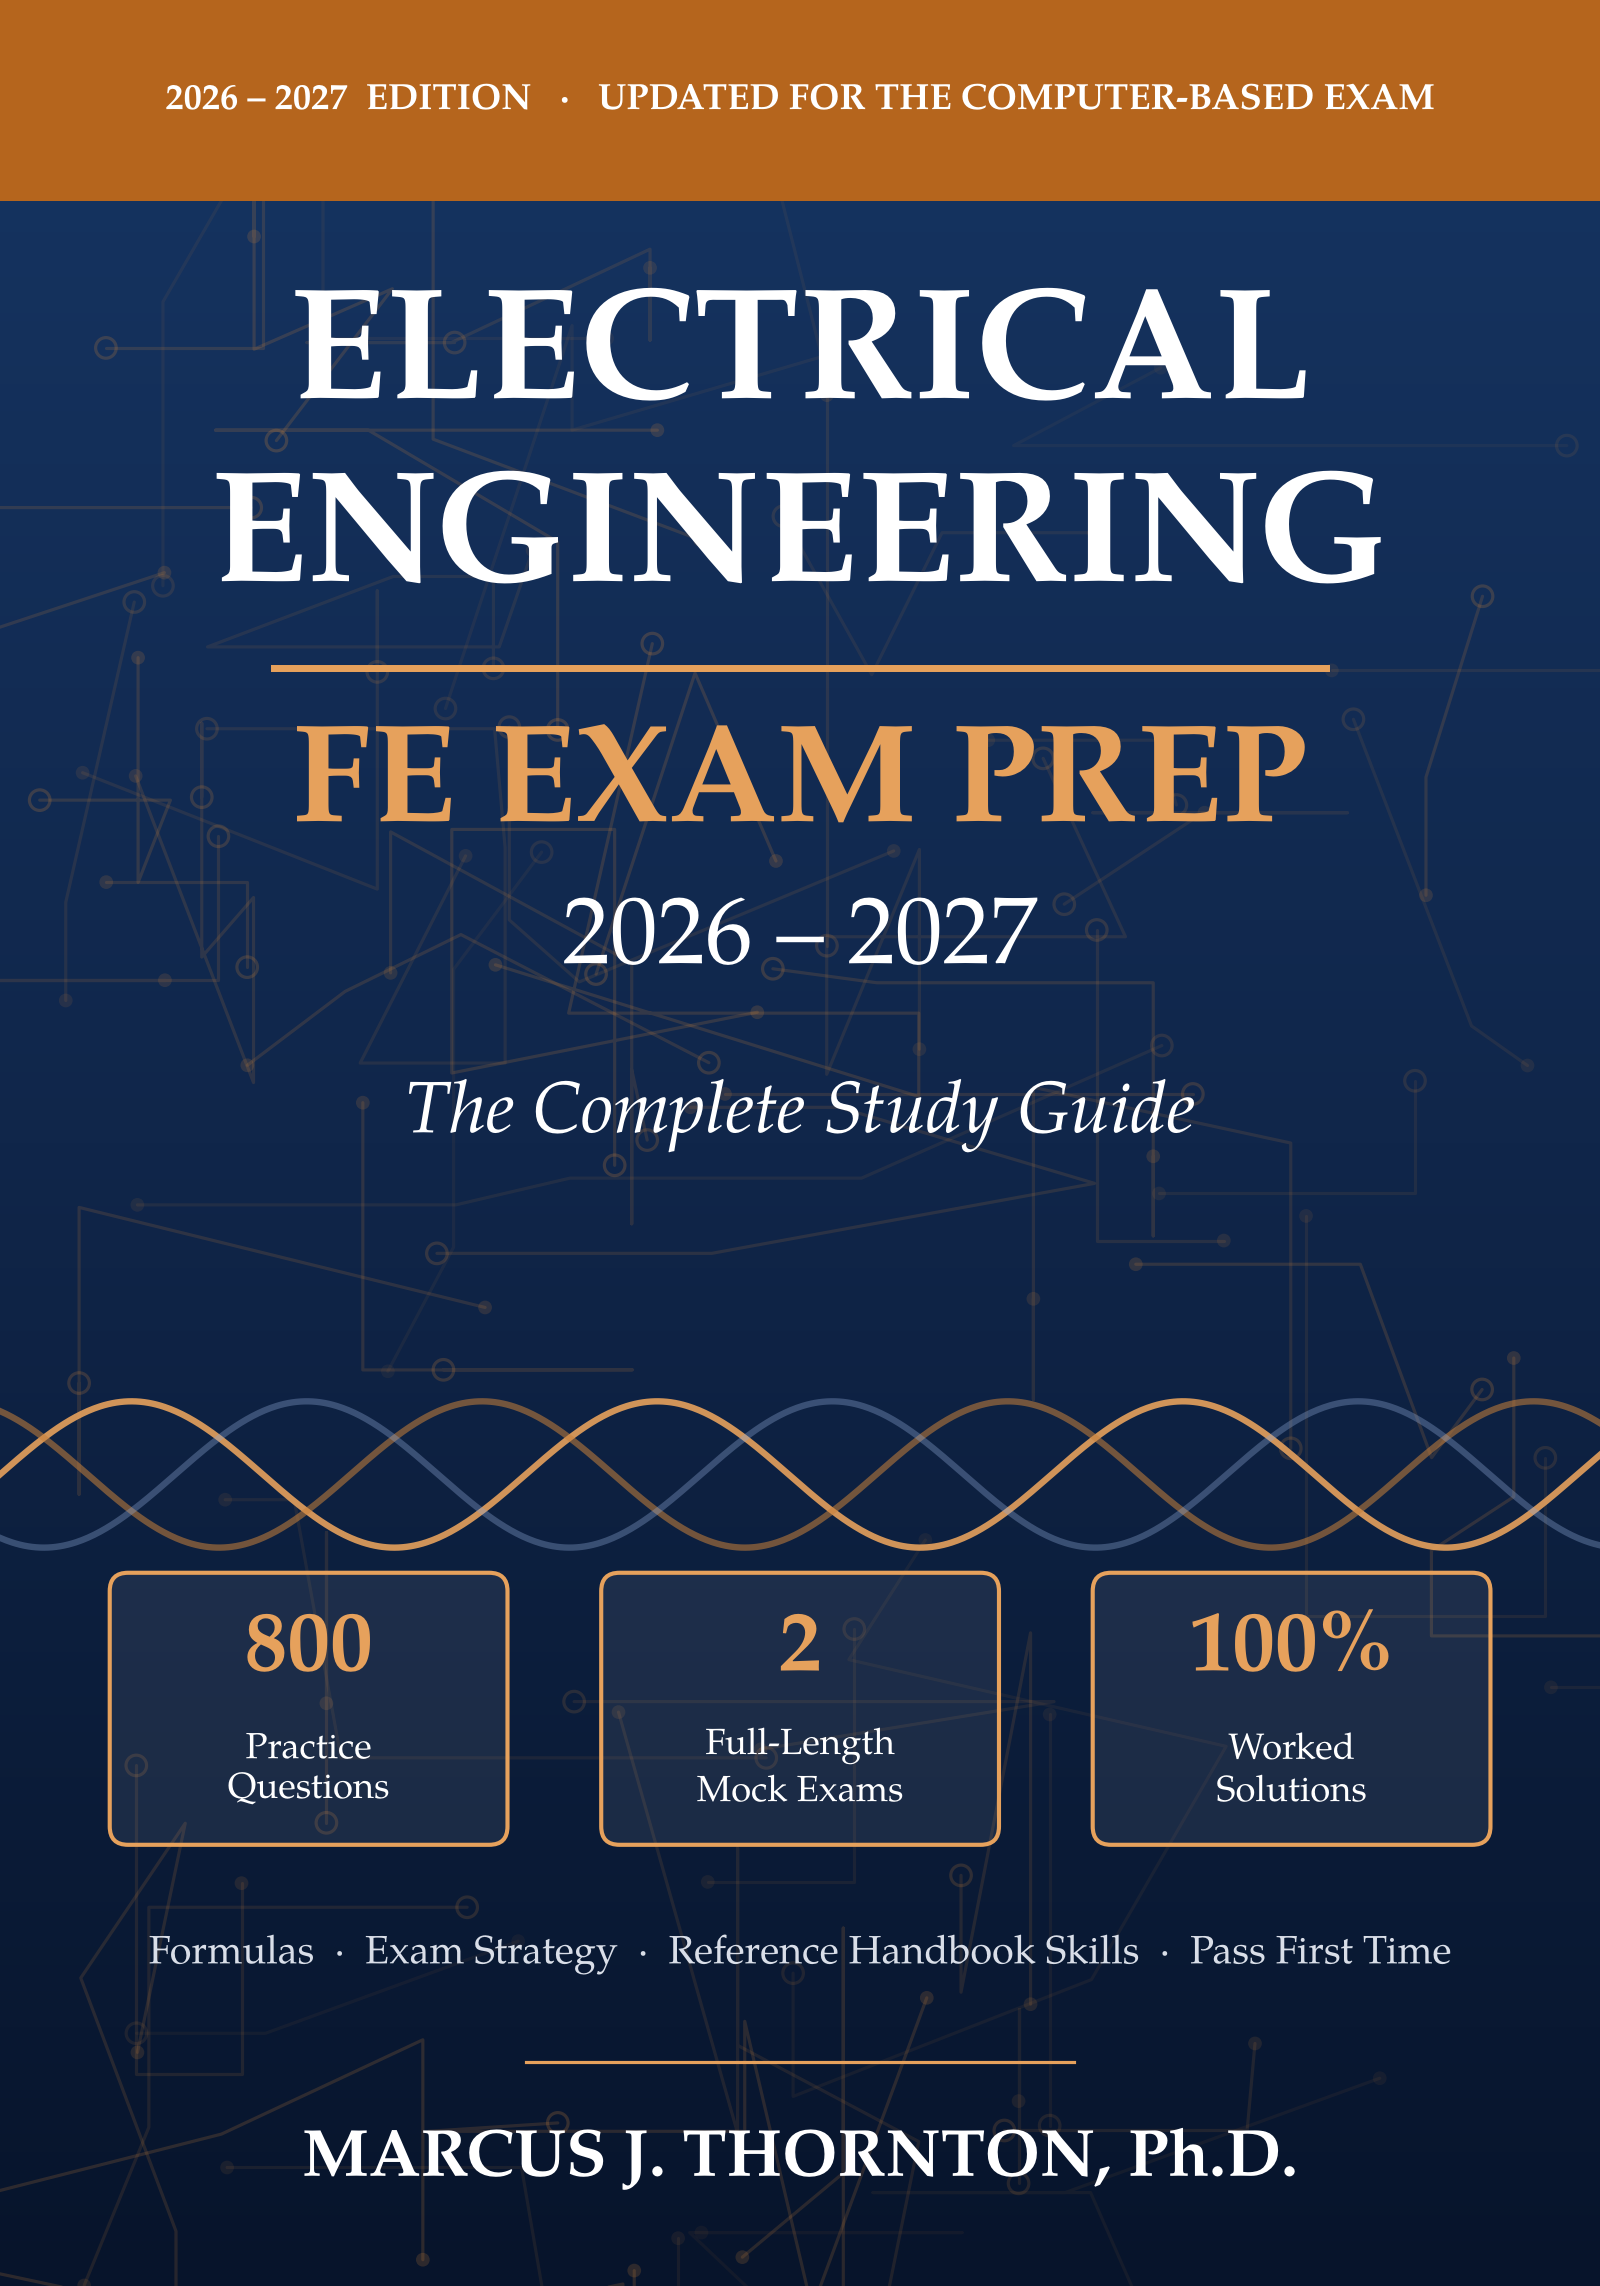 2026 – 2027 EDITION · UPDATED FOR THE COMPUTER-BASED EXAM
ELECTRICAL
ENGINEERING
FE EXAM PREP
2026 – 2027
The Complete Study Guide
800
Practice
Questions
2
Full-Length
Mock Exams
100%
Worked
Solutions
Formulas · Exam Strategy · Reference Handbook Skills · Pass First Time
MARCUS J. THORNTON, Ph.D.